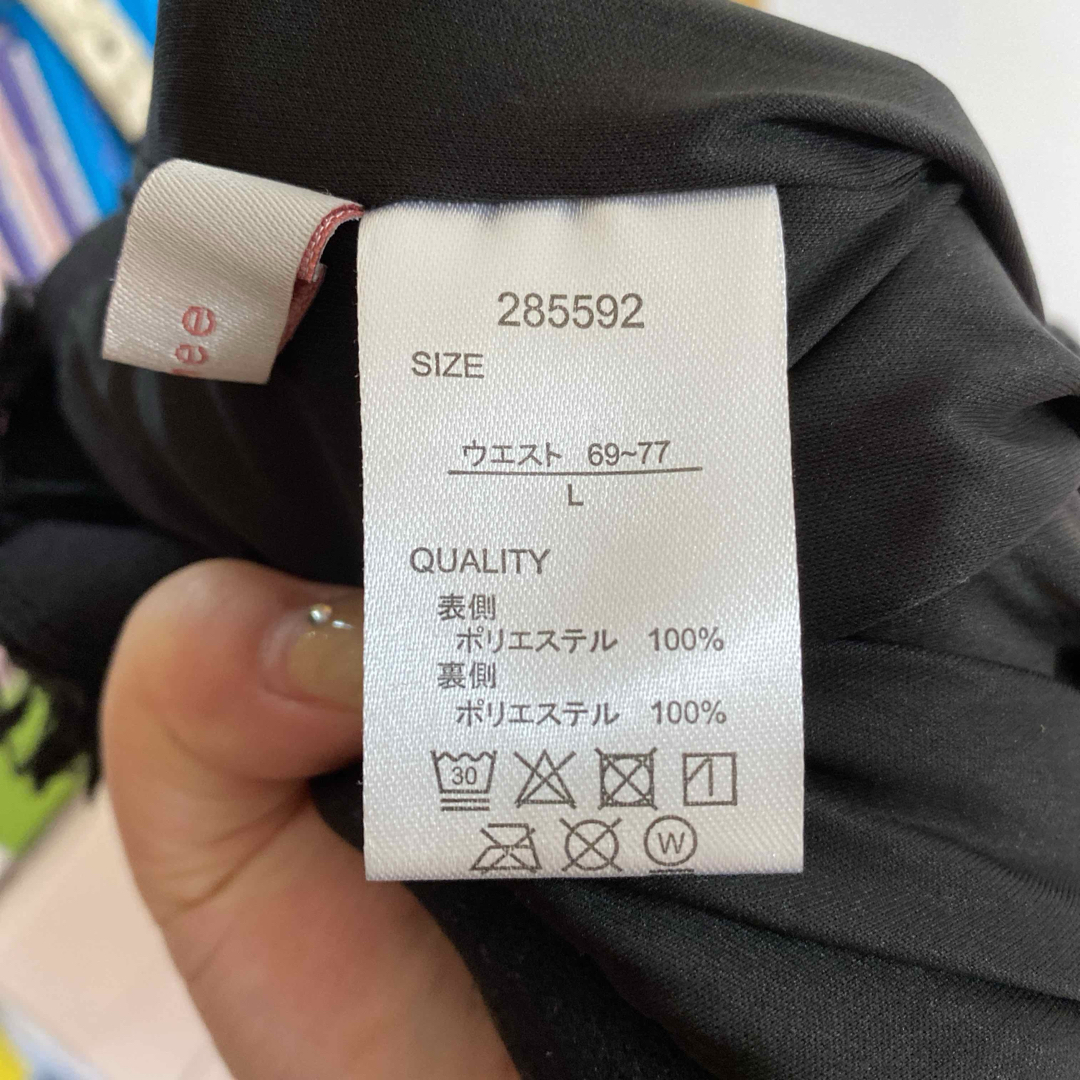 285592
SIZE
ウエスト 69~77
L
QUALITY
表側
ポリエステル 100%
裏側
ポリエステル 100%
30
W